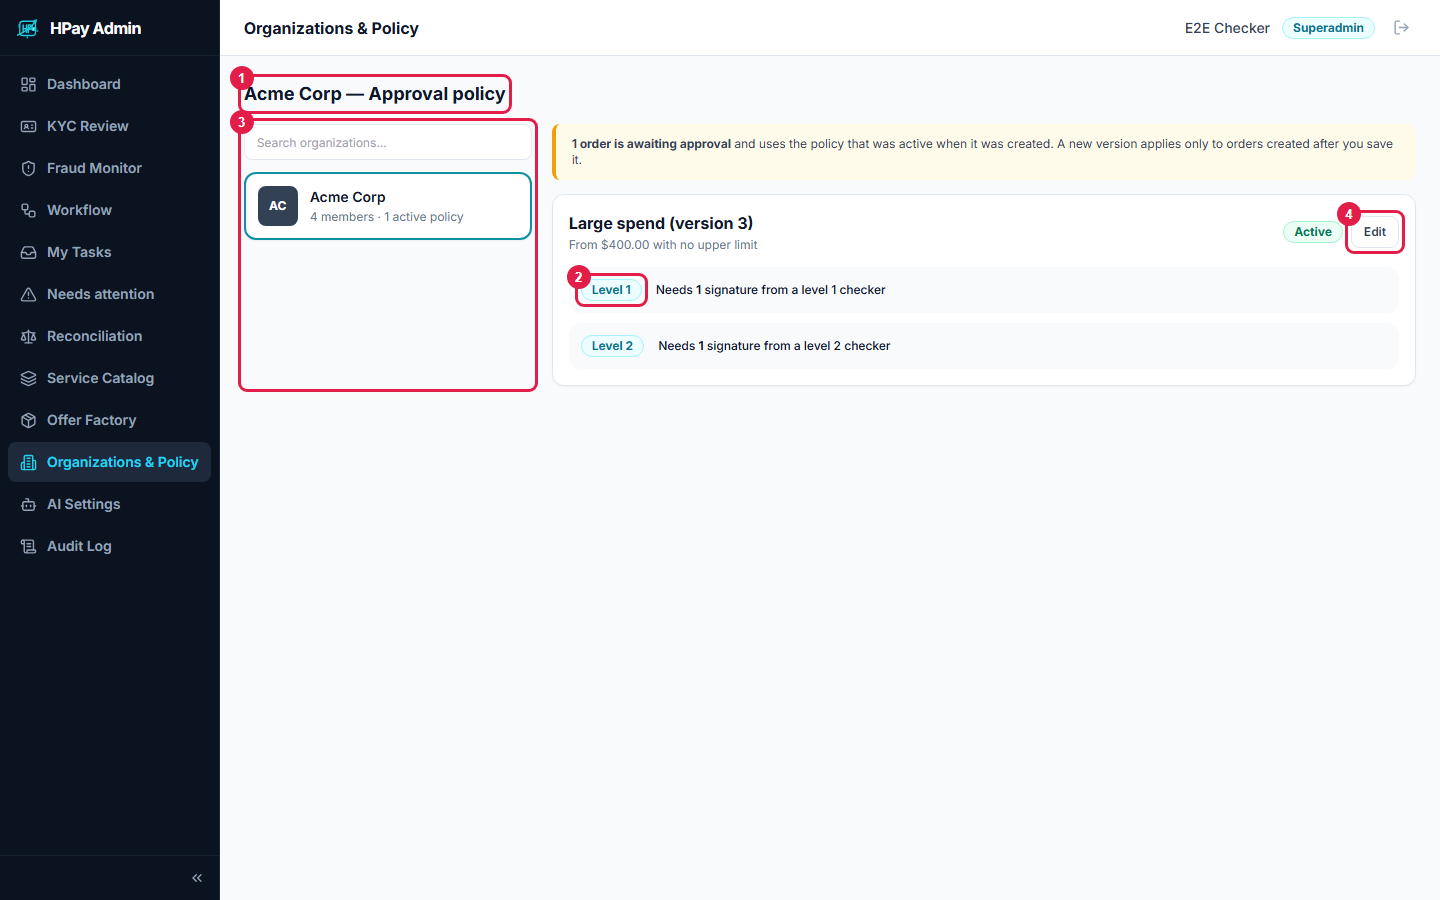 HPay Admin
Dashboard
KYC Review
Fraud Monitor
Workflow
My Tasks
Needs attention
Reconciliation
Service Catalog
Offer Factory
Organizations & Policy
AI Settings
Audit Log
Organizations & Policy
E2E Checker
Superadmin
1
Acme Corp — Approval policy
3
Search organizations...
AC
Acme Corp
4 members · 1 active policy
1 order is awaiting approval and uses the policy that was active when it was created. A new version applies only to orders created after you save
it.
Large spend (version 3)
From $400.00 with no upper limit
Active
4
Edit
2
Level 1
Needs 1 signature from a level 1 checker
Level 2
Needs 1 signature from a level 2 checker